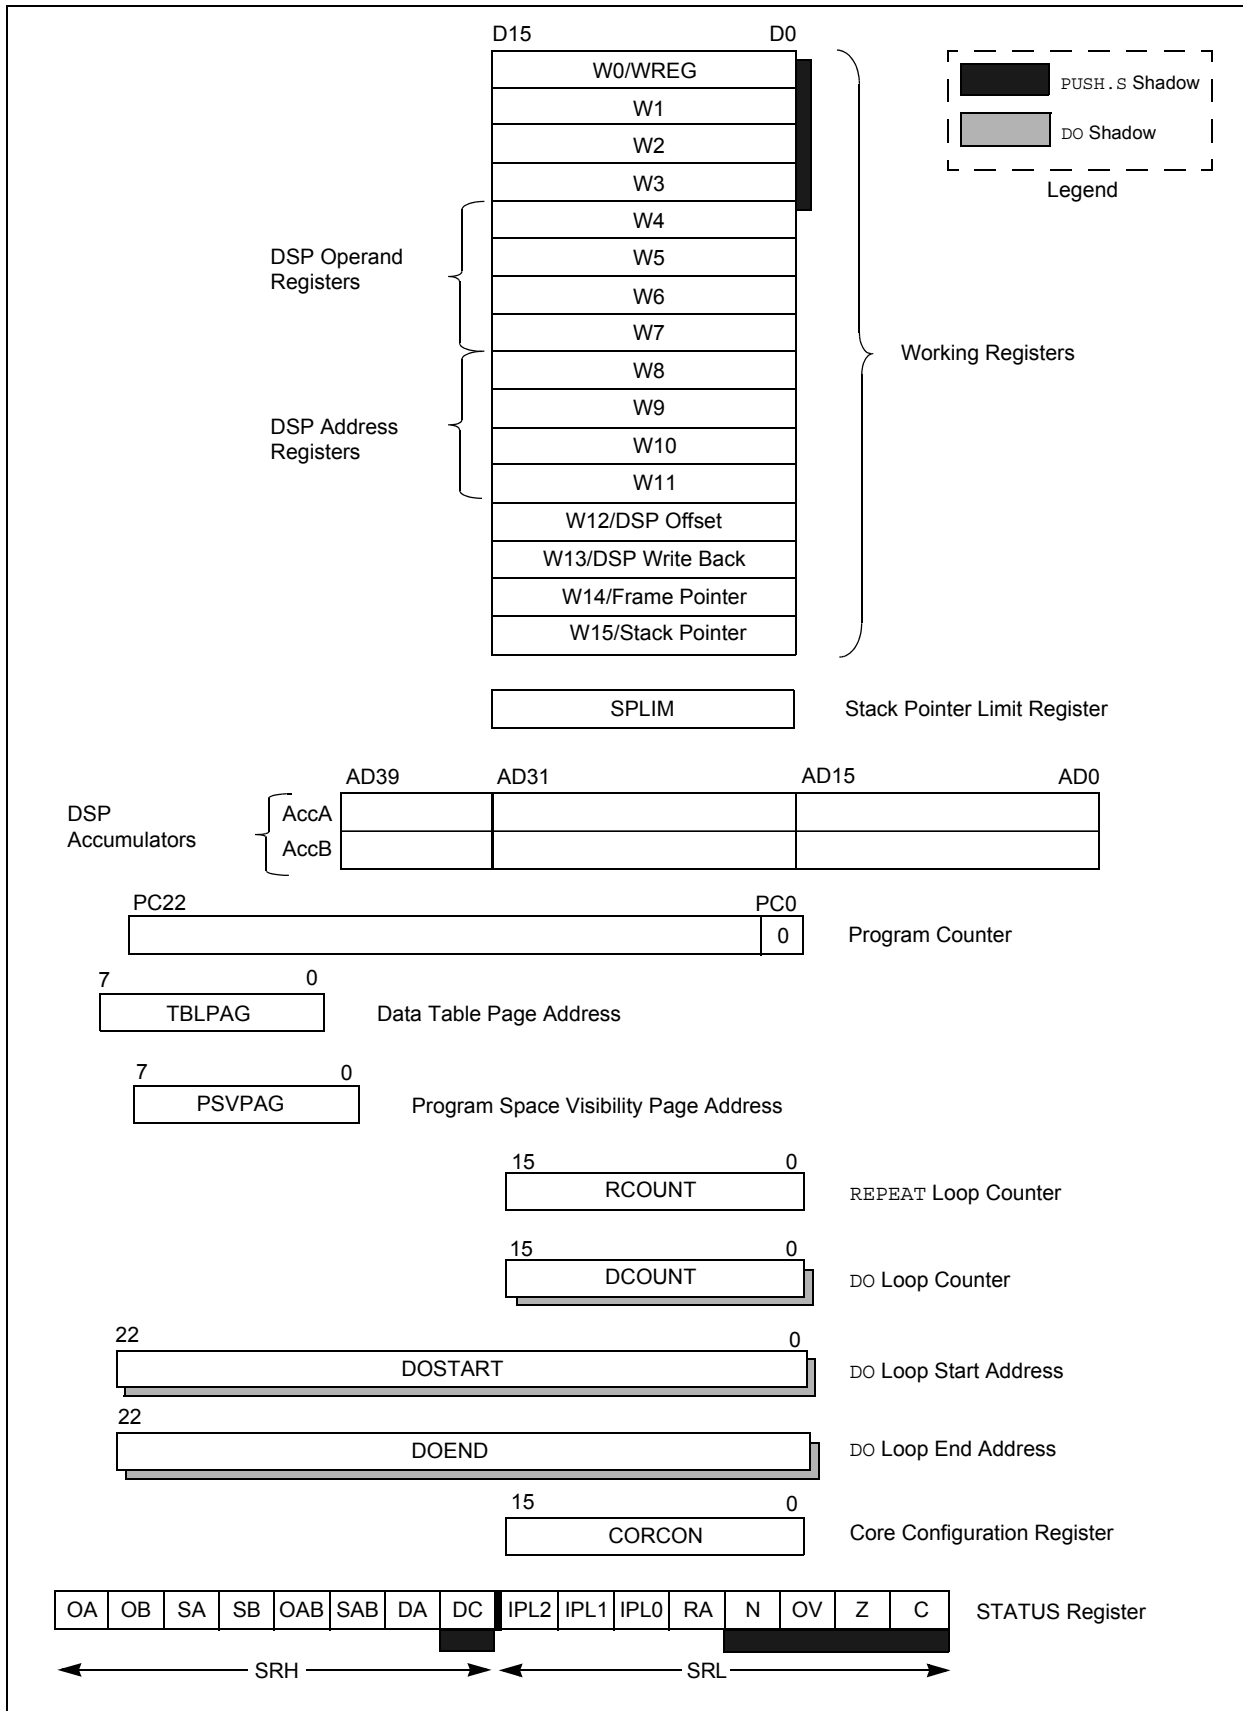 D15 D0
W0/WREG
W1
W2
W3
W4
W5
W6
W7
W8
W9
W10
W11
W12/DSP Offset
W13/DSP Write Back
W14/Frame Pointer
W15/Stack Pointer
PUSH.S Shadow
DO Shadow
Legend
DSP Operand
Registers
DSP Address
Registers
Working Registers
SPLIM Stack Pointer Limit Register
AD39 AD31 AD15 AD0
DSP
Accumulators
AccA
AccB
PC22 PC0
0 Program Counter
7 0
TBLPAG Data Table Page Address
7 0
PSVPAG Program Space Visibility Page Address
15 0
RCOUNT REPEAT Loop Counter
15 0
DCOUNT DO Loop Counter
22 0
DOSTART DO Loop Start Address
22
DOEND DO Loop End Address
15 0
CORCON Core Configuration Register
OA OB SA SB OAB SAB DA DC IPL2 IPL1 IPL0 RA N OV Z C STATUS Register
SRH SRL